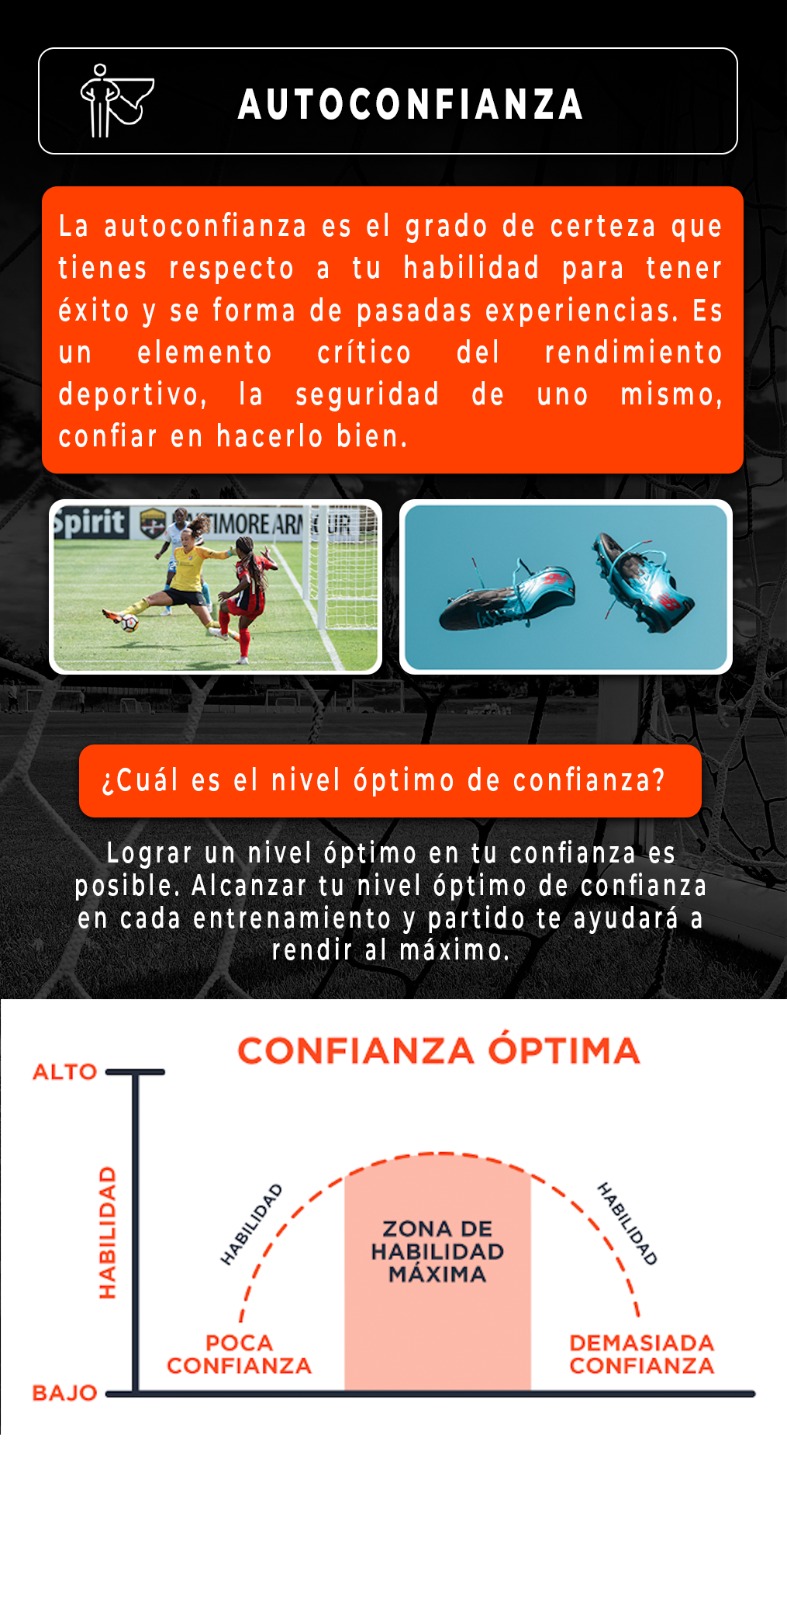 AUTOCONFIANZA
La autoconfianza es el grado de certeza que
tienes respecto a tu habilidad para tener
éxito y se forma de pasadas experiencias. Es
un elemento crítico del rendimiento
deportivo, la seguridad de uno mismo,
confiar en hacerlo bien.
Spirit
¿Cuál es el nivel óptimo de confianza?
Lograr un nivel óptimo en tu confianza es
posible. Alcanzar tu nivel óptimo de confianza
en cada entrenamiento y partido te ayudará a
rendir al máximo.
CONFIANZA ÓPTIMA
ALTO
HABILIDAD
HABILIDAD
HABILIDAD
ZONA DE
HABILIDAD
MÁXIMA
POCA
CONFIANZA
DEMASIADA
CONFIANZA
BAJO